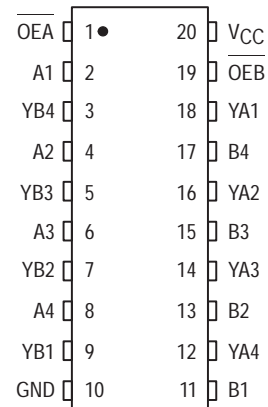 O̅E̅A̅ 1 20 VCC
A1 2 19 O̅E̅B̅
YB4 3 18 YA1
A2 4 17 B4
YB3 5 16 YA2
A3 6 15 B3
YB2 7 14 YA3
A4 8 13 B2
YB1 9 12 YA4
GND 10 11 B1